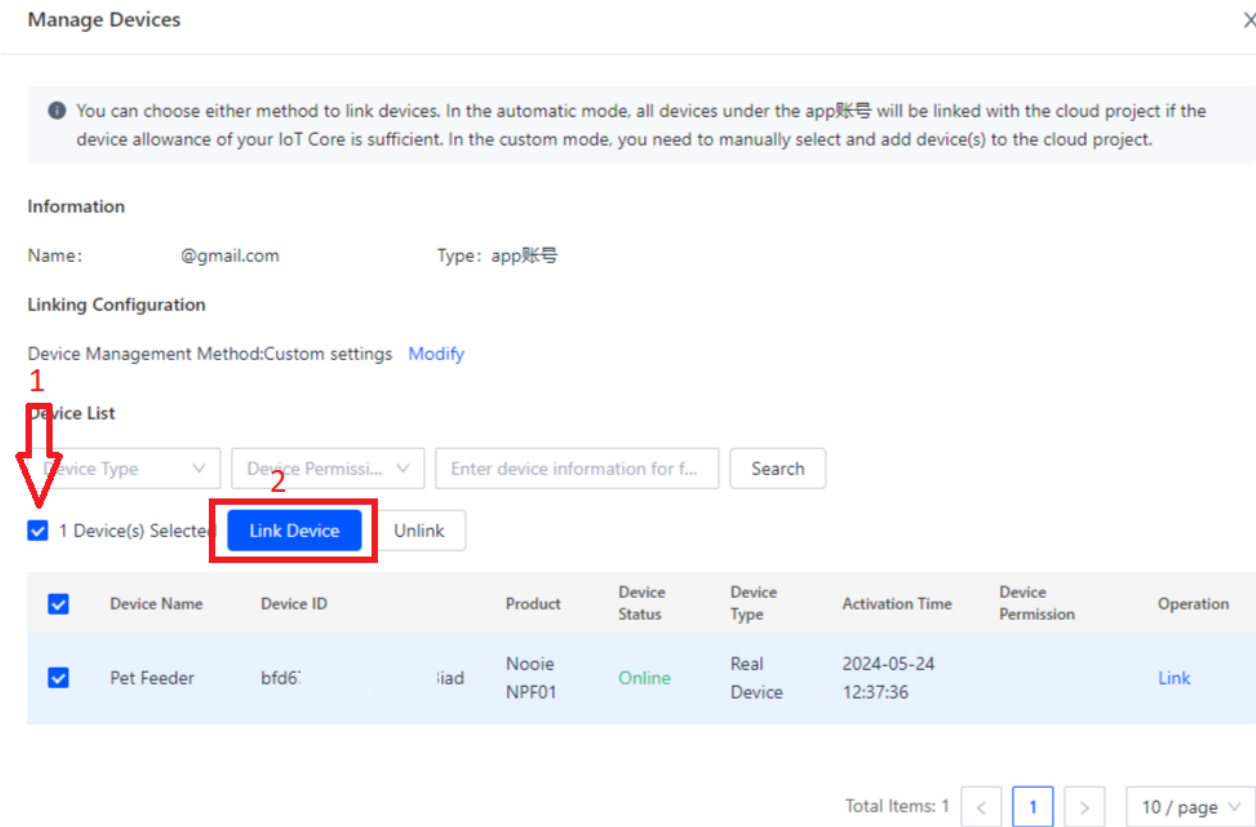 Manage Devices X
You can choose either method to link devices. In the automatic mode, all devices under the app账号 will be linked with the cloud project if the
device allowance of your IoT Core is sufficient. In the custom mode, you need to manually select and add device(s) to the cloud project.
Information
Name: @gmail.com Type: app账号
Linking Configuration
Device Management Method:Custom settings Modify
1
Device List
Device Type Device Permissi... Enter device information for f... Search
2
1 Device(s) Selected Link Device Unlink
Device Name Device ID Product Device Status Device Type Activation Time Device Permission Operation
Pet Feeder bfd67 iad Nooie NPF01 Online Real Device 2024-05-24 12:37:36 Link
Total Items: 1 < 1 > 10 / page